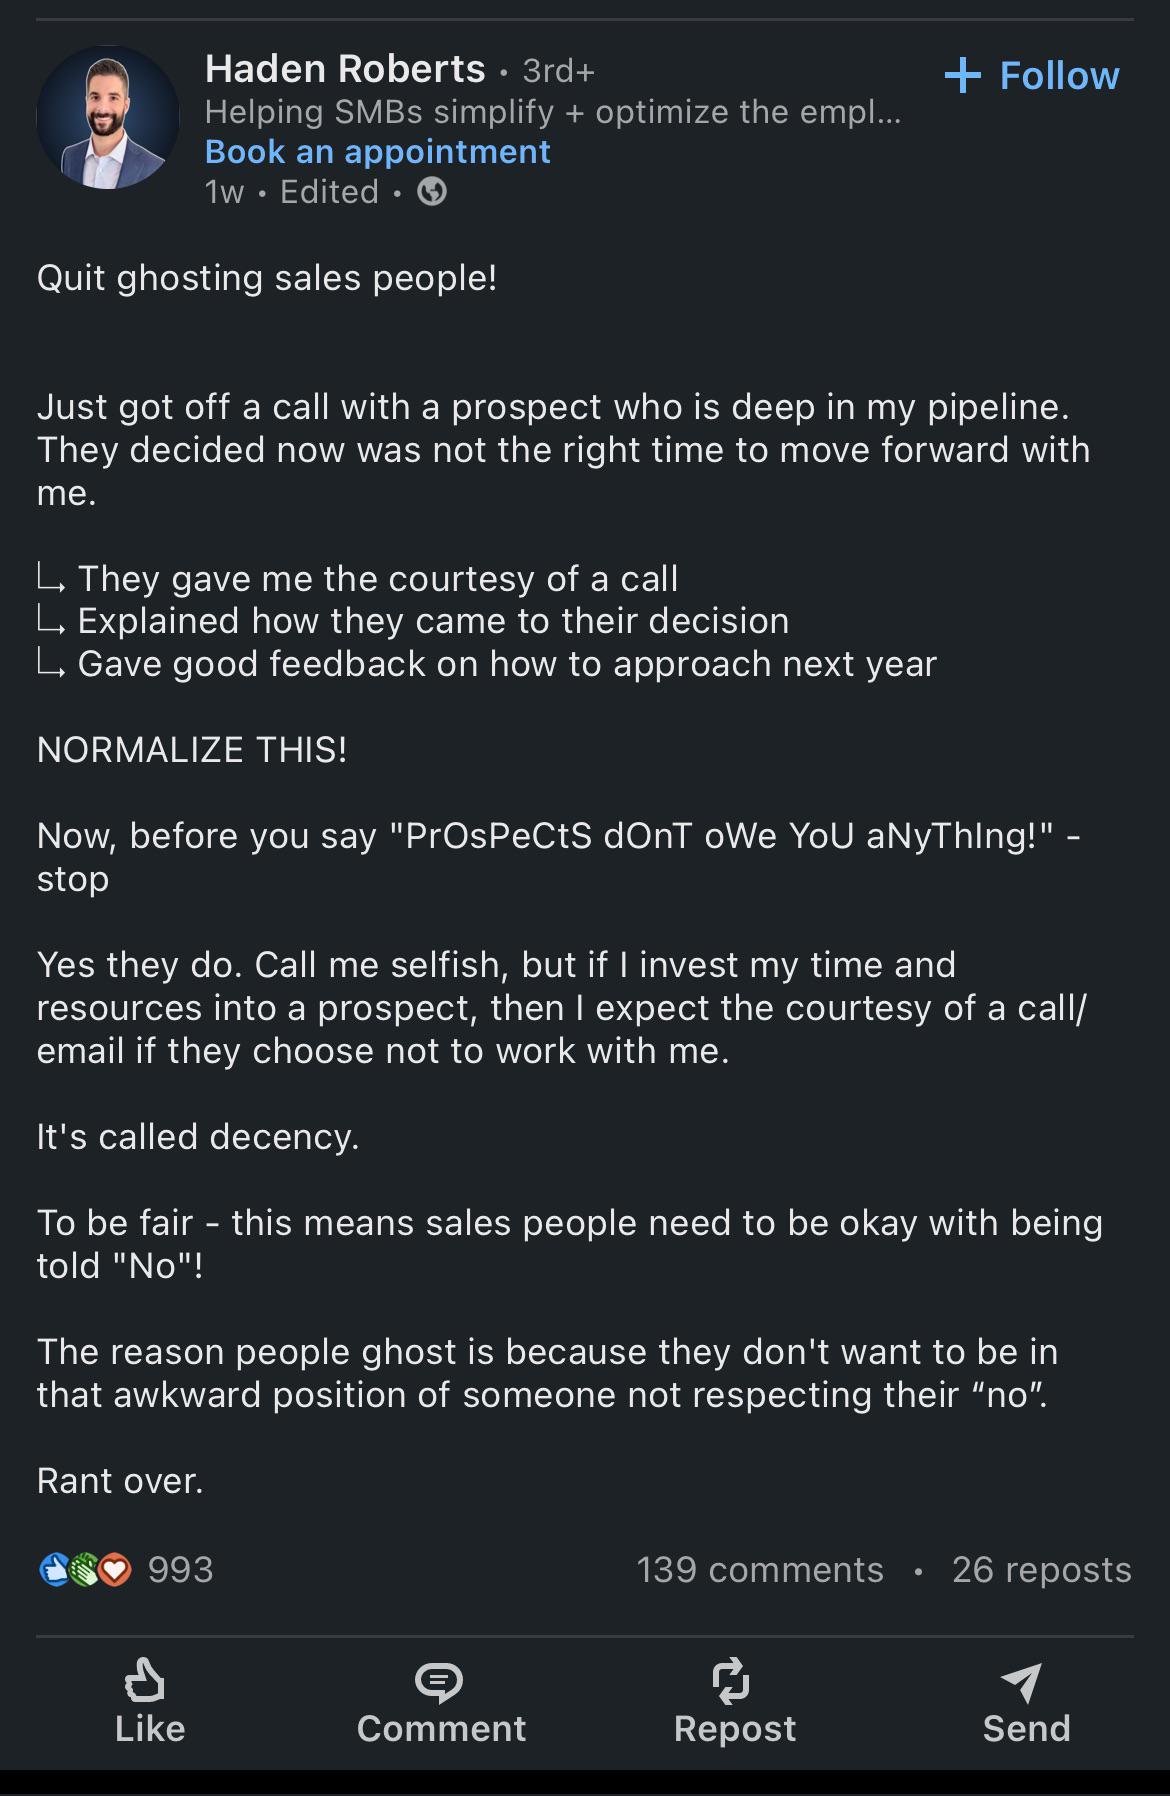 Haden Roberts • 3rd+
+ Follow
Helping SMBs simplify + optimize the empl...
Book an appointment
1w • Edited •
Quit ghosting sales people!
Just got off a call with a prospect who is deep in my pipeline.
They decided now was not the right time to move forward with
me.
↳ They gave me the courtesy of a call
↳ Explained how they came to their decision
↳ Gave good feedback on how to approach next year
NORMALIZE THIS!
Now, before you say "PrOsPeCtS dOnT oWe YoU aNyThIng!" -
stop
Yes they do. Call me selfish, but if I invest my time and
resources into a prospect, then I expect the courtesy of a call/
email if they choose not to work with me.
It's called decency.
To be fair - this means sales people need to be okay with being
told "No"!
The reason people ghost is because they don't want to be in
that awkward position of someone not respecting their “no”.
Rant over.
993
139 comments • 26 reposts
Like
Comment
Repost
Send